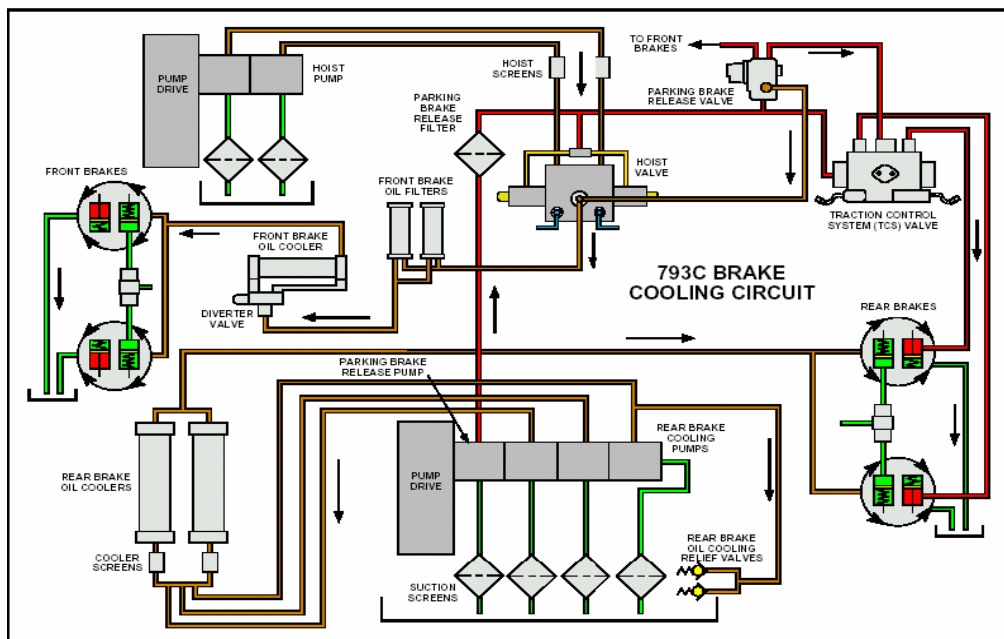 PUMP
DRIVE
HOIST
PUMP
HOIST
SCREENS
TO FRONT
BRAKES
PARKING BRAKE
RELEASE VALVE
PARKING
BRAKE
RELEASE
FILTER
HOIST
VALVE
FRONT BRAKES
FRONT BRAKE
OIL FILTERS
TRACTION CONTROL
SYSTEM (TCS) VALVE
FRONT BRAKE
OIL COOLER
793C BRAKE
COOLING CIRCUIT
DIVERTER
VALVE
REAR BRAKES
PARKING BRAKE
RELEASE PUMP
REAR BRAKE
COOLING
PUMPS
REAR BRAKE
OIL COOLERS
PUMP
DRIVE
COOLER
SCREENS
SUCTION
SCREENS
REAR BRAKE
OIL COOLING
RELIEF VALVES